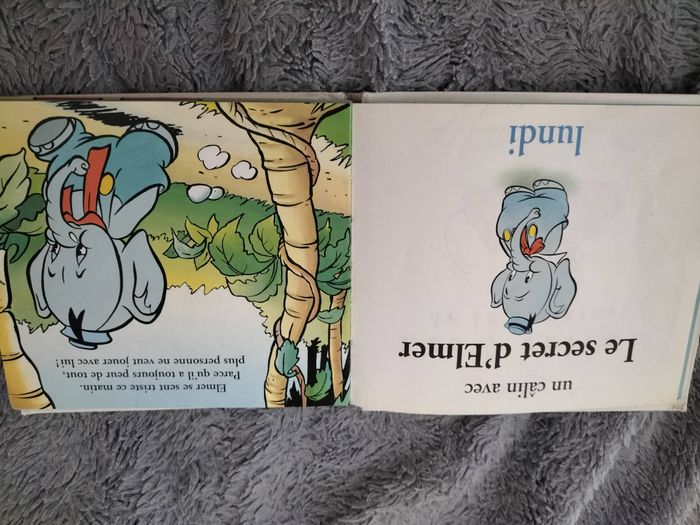 un câlin avec
Le secret d'Elmer
lundi
Elmer se sent triste ce matin.
Parce qu'il a toujours peur de tout,
plus personne ne veut jouer avec lui !